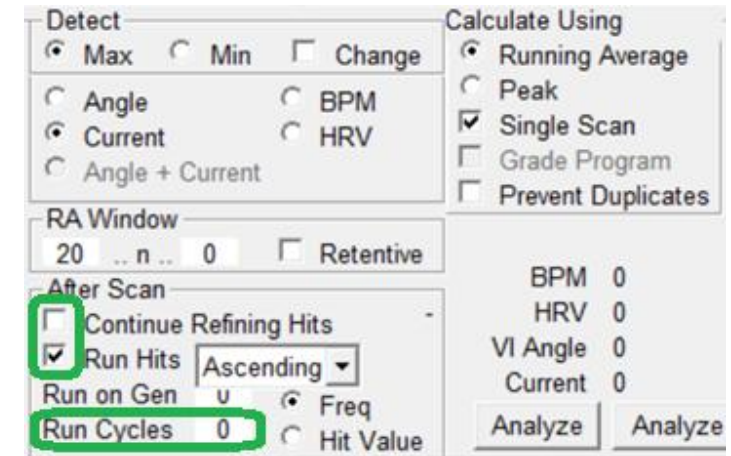 Detect
Max Min Change
Angle BPM
Current HRV
Angle + Current
RA Window
20 .. n .. 0 Retentive
After Scan
Continue Refining Hits -
Run Hits Ascending
Run on Gen 0 Freq
Run Cycles 0 Hit Value
Calculate Using
Running Average
Peak
Single Scan
Grade Program
Prevent Duplicates
BPM 0
HRV 0
VI Angle 0
Current 0
Analyze Analyze